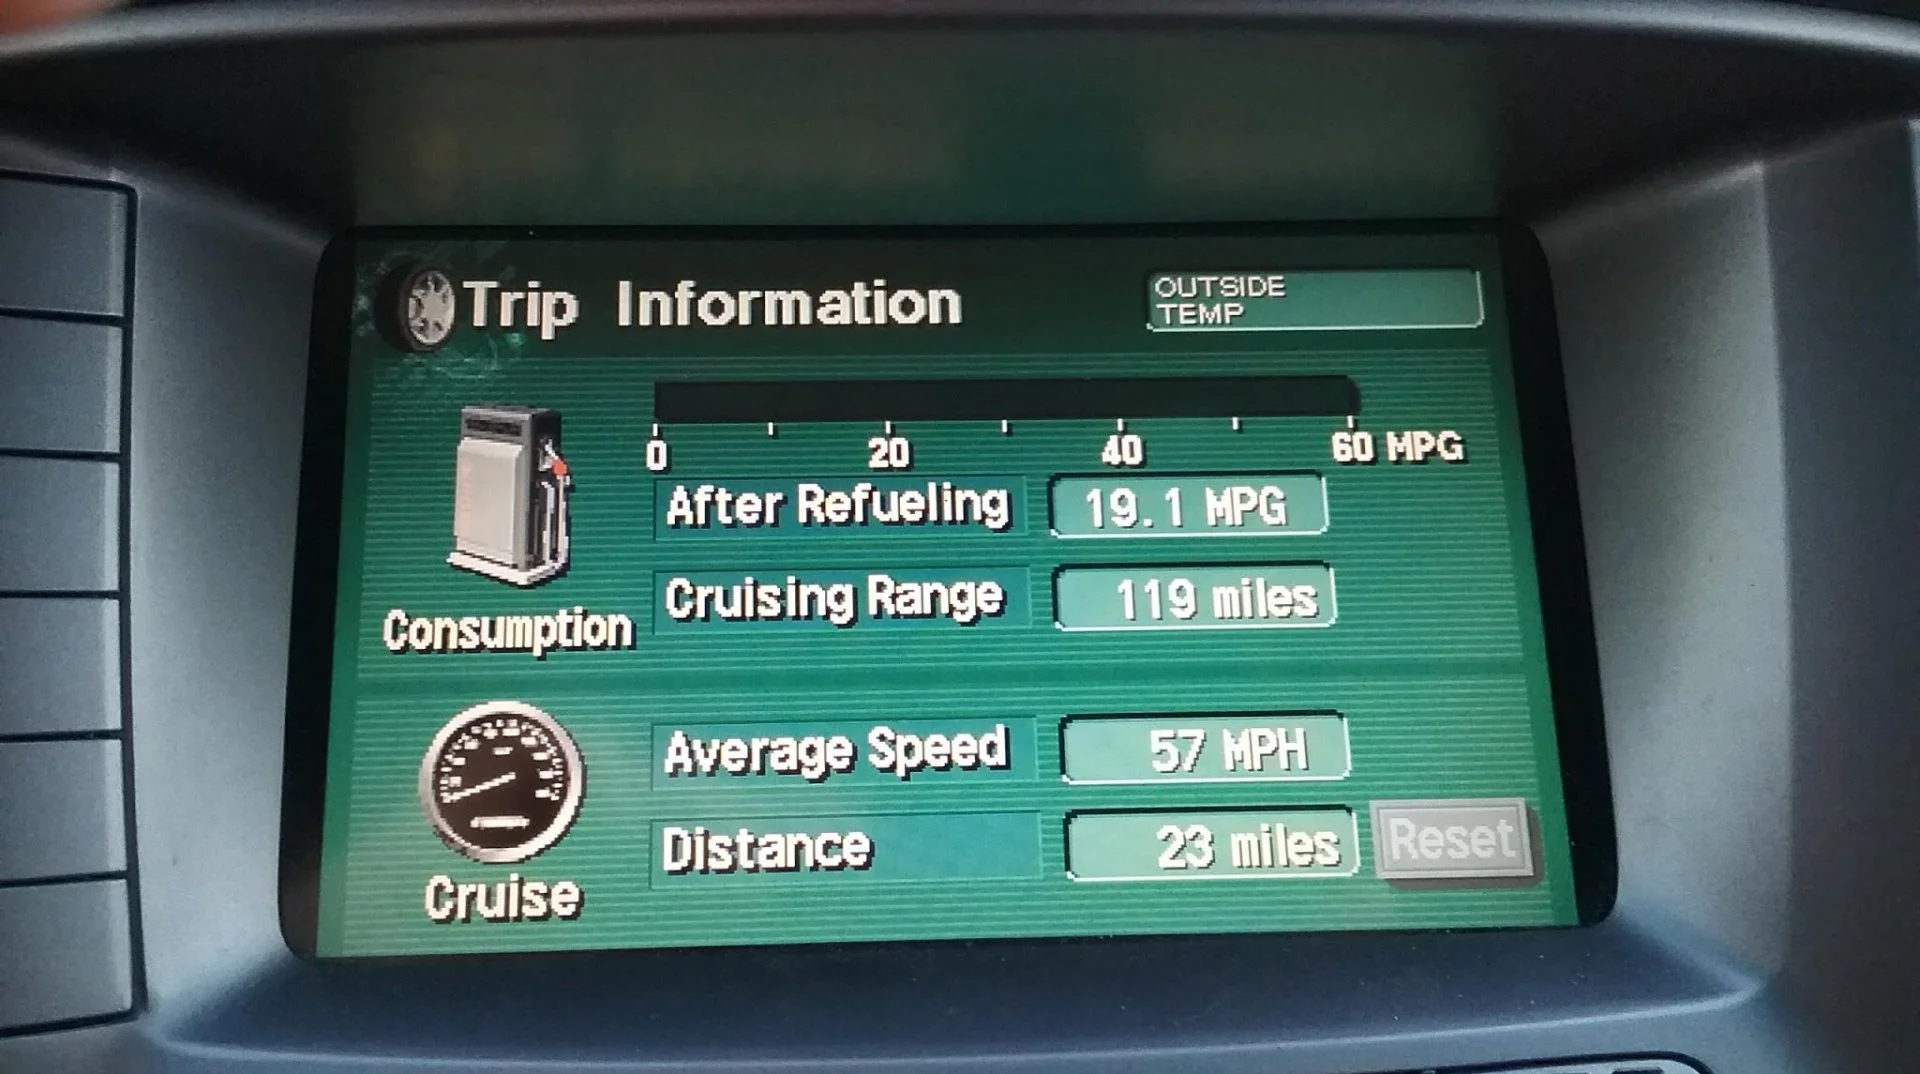 Trip Information
OUTSIDE
TEMP
0 20 40 60 MPG
After Refueling 19.1 MPG
Cruising Range 119 miles
Consumption
Average Speed 57 MPH
Distance 23 miles Reset
Cruise